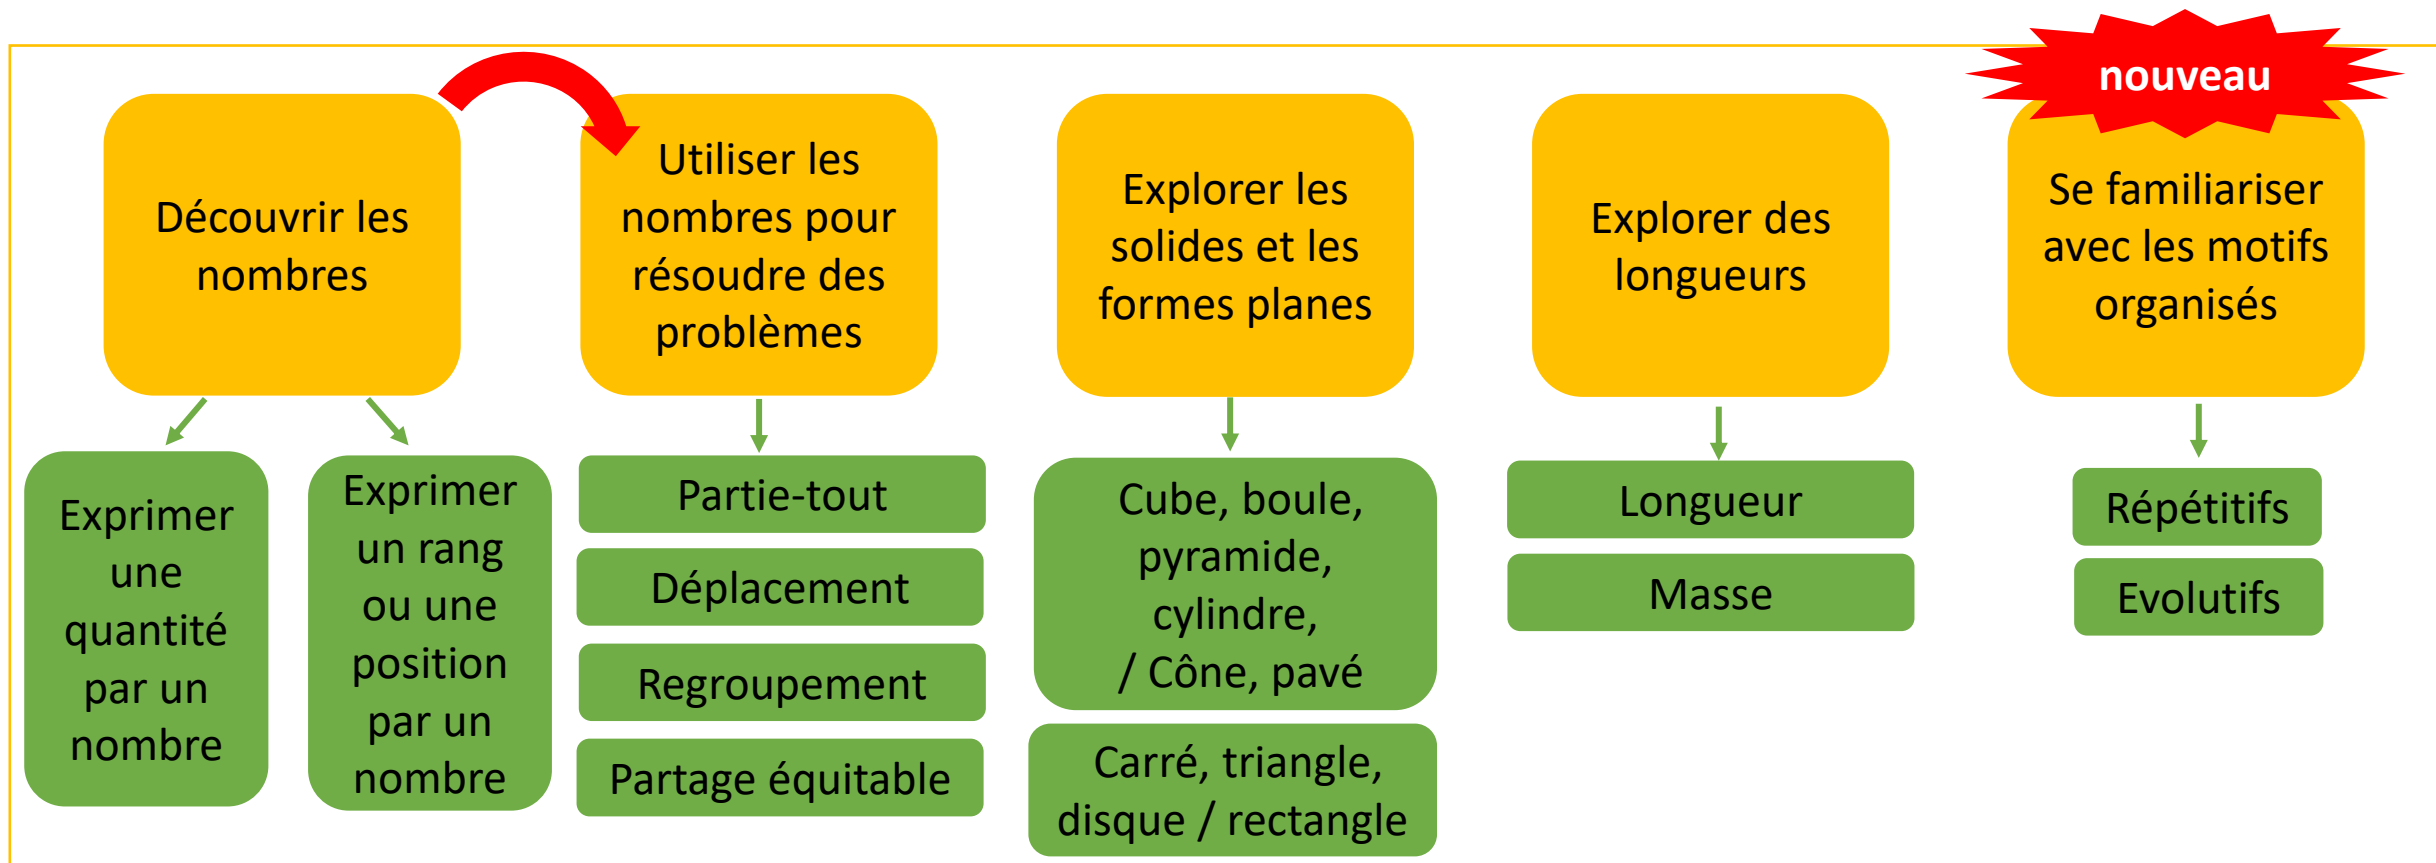 nouveau
Découvrir les
nombres
Utiliser les
nombres pour
résoudre des
problèmes
Explorer les
solides et les
formes planes
Explorer des
longueurs
Se familiariser
avec les motifs
organisés
Exprimer
une
quantité
par un
nombre
Exprimer
un rang
ou une
position
par un
nombre
Partie-tout
Déplacement
Regroupement
Partage équitable
Cube, boule,
pyramide,
cylindre,
/ Cône, pavé
Carré, triangle,
disque / rectangle
Longueur
Masse
Répétitifs
Evolutifs